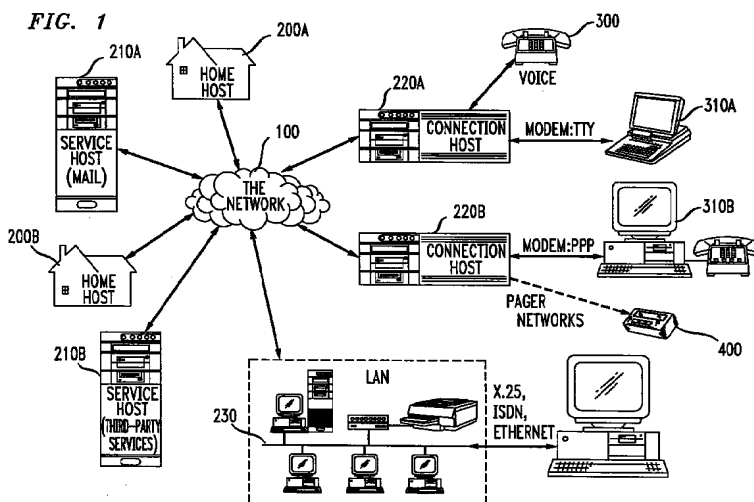 FIG. 1
210A
200A
300
HOME
HOST
VOICE
220A
310A
SERVICE
HOST
(MAIL)
100
CONNECTION
HOST
MODEM:TTY
THE
NETWORK
220B
310B
200B
HOME
HOST
CONNECTION
HOST
MODEM:PPP
PAGER
NETWORKS
400
210B
SERVICE
HOST
(THIRD-PARTY
SERVICES)
LAN
230
X.25,
ISDN,
ETHERNET